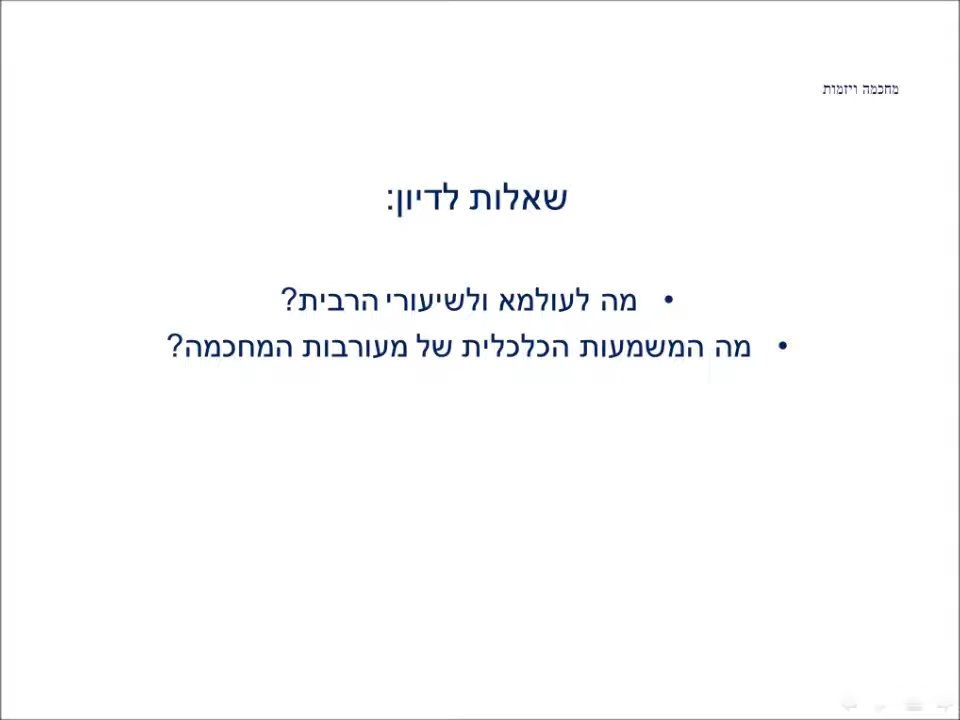 מחכמה ויזמות
שאלות לדיון:
• מה לעולמא ולשיעורי הרבית?
• מה המשמעות הכלכלית של מעורבות המחכמה?